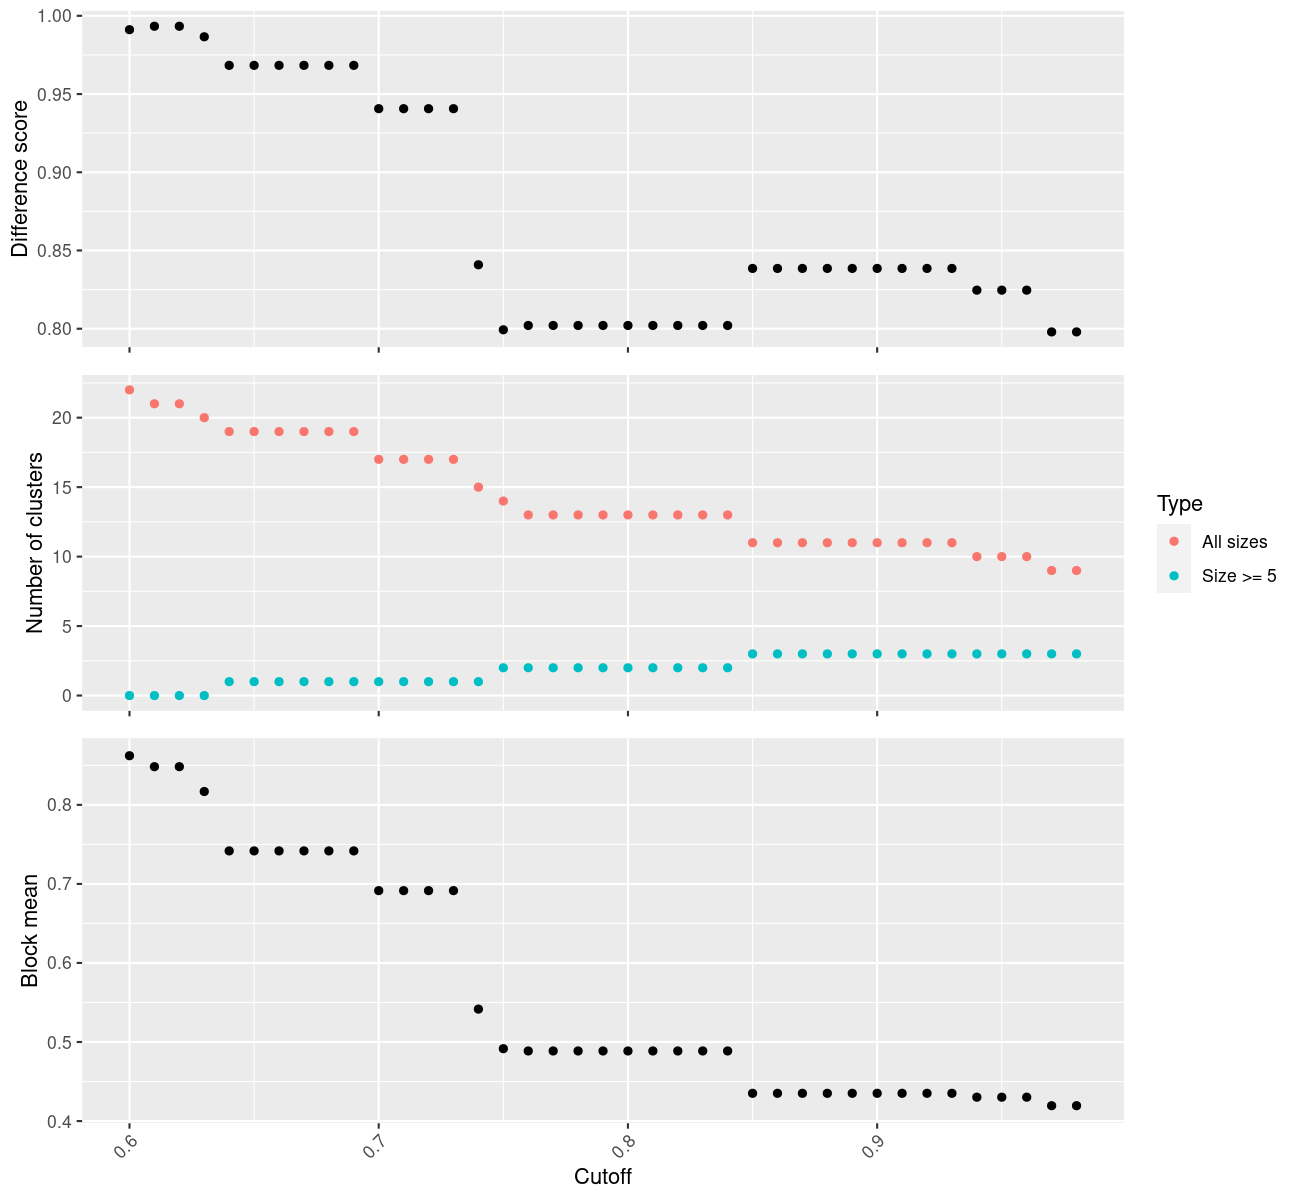 1.00
0.95
0.90
0.85
0.80
Difference score
20
15
10
5
0
Number of clusters
Type
All sizes
Size >= 5
0.8
0.7
0.6
0.5
0.4
Block mean
0.6 0.7 0.8 0.9
Cutoff